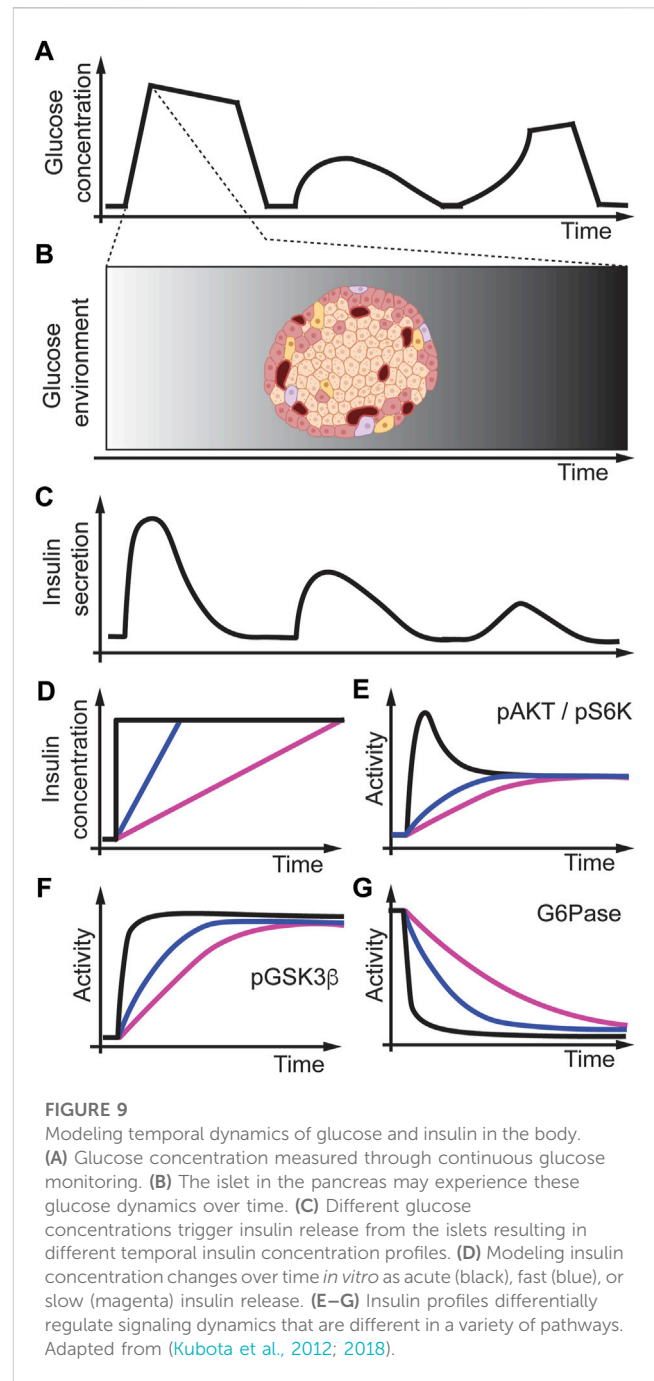 A
Glucose
concentration
Time
B
Glucose
environment
Time
C
Insulin
secretion
D
Insulin
concentration
Time
E
pAKT / pS6K
Activity
Time
F
Activity
pGSK3β
Time
G
G6Pase
Activity
Time
FIGURE 9
Modeling temporal dynamics of glucose and insulin in the body.
(A) Glucose concentration measured through continuous glucose
monitoring. (B) The islet in the pancreas may experience these
glucose dynamics over time. (C) Different glucose
concentrations trigger insulin release from the islets resulting in
different temporal insulin concentration profiles. (D) Modeling insulin
concentration changes over time in vitro as acute (black), fast (blue), or
slow (magenta) insulin release. (E–G) Insulin profiles differentially
regulate signaling dynamics that are different in a variety of pathways.
Adapted from (Kubota et al., 2012; 2018).